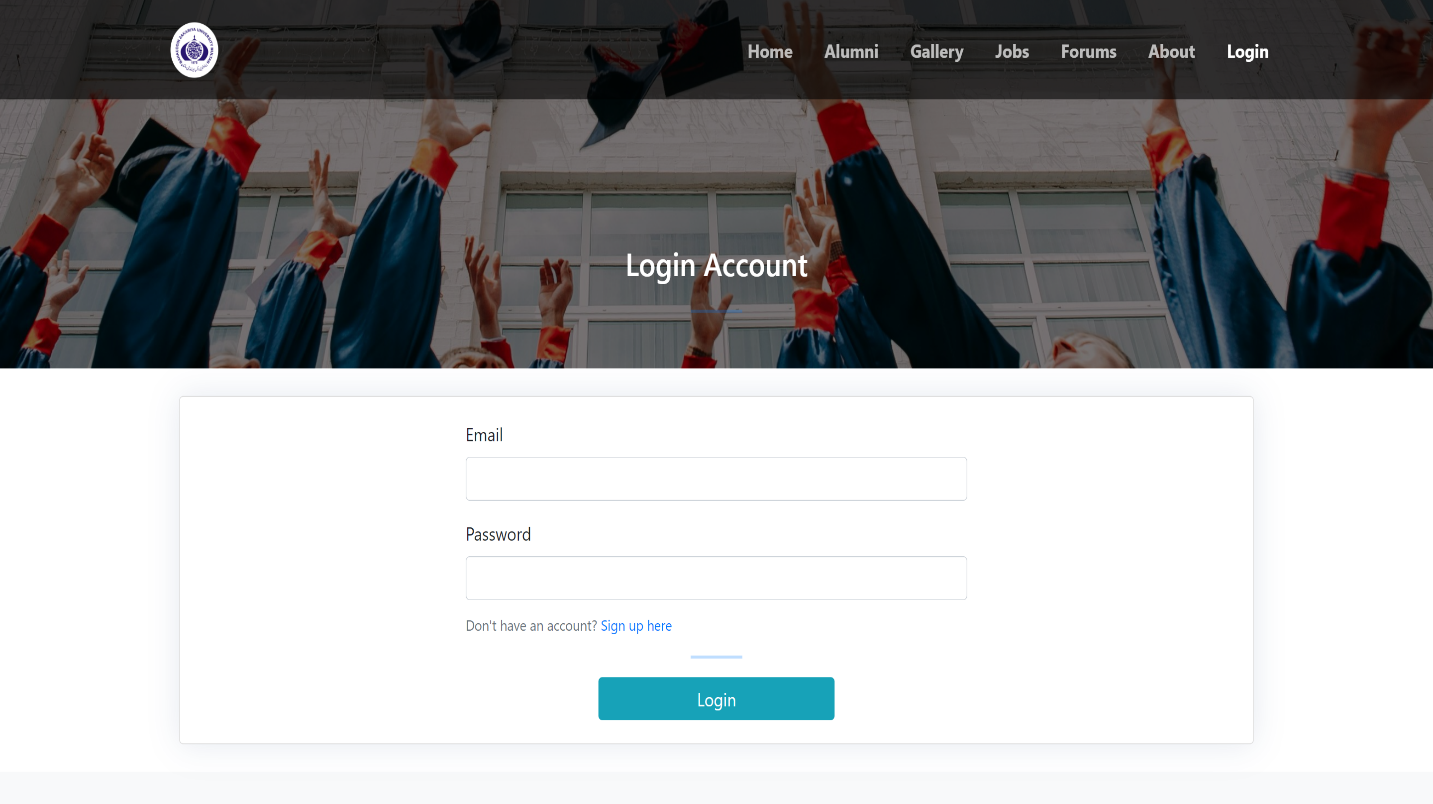 Home Alumni Gallery Jobs Forums About Login
Login Account
Email
Password
Don't have an account? Sign up here
Login